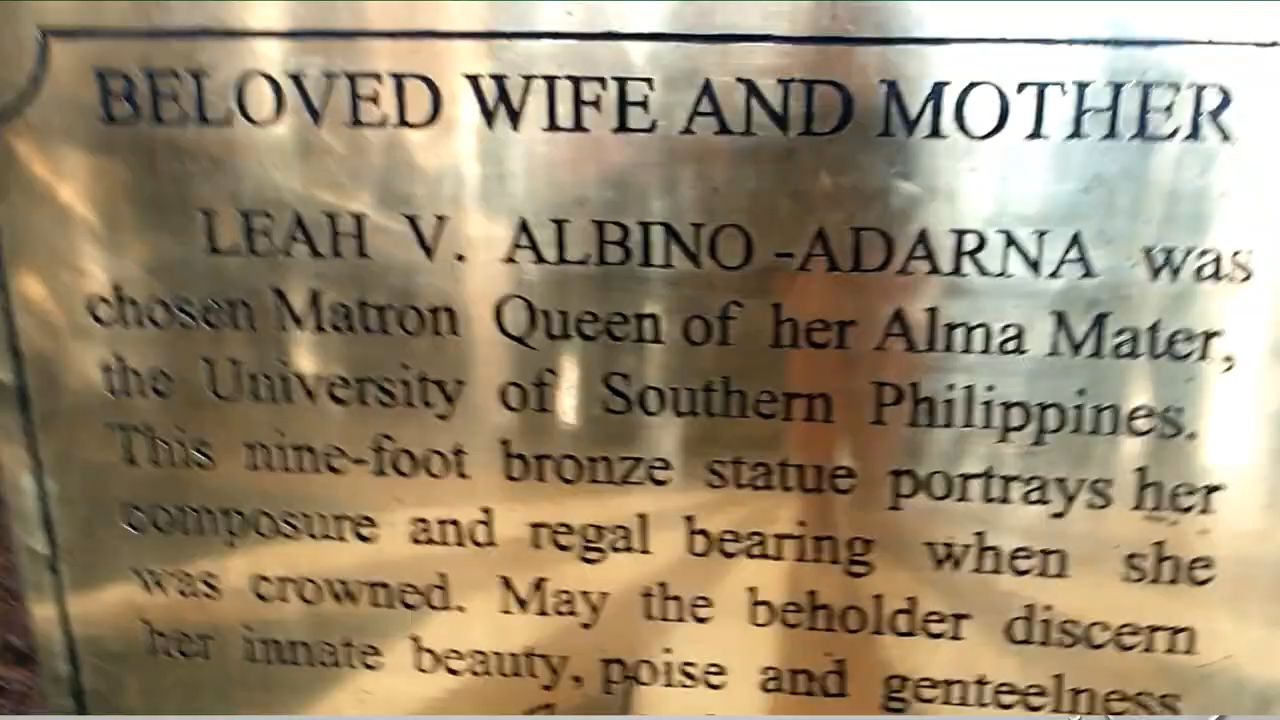 BELOVED WIFE AND MOTHER
LEAH V. ALBINO -ADARNA was
chosen Matron Queen of her Alma Mater,
the University of Southern Philippines.
This nine-foot bronze statue portrays her
composure and regal bearing when she
was crowned. May the beholder discern
her innate beauty, poise and genteelness